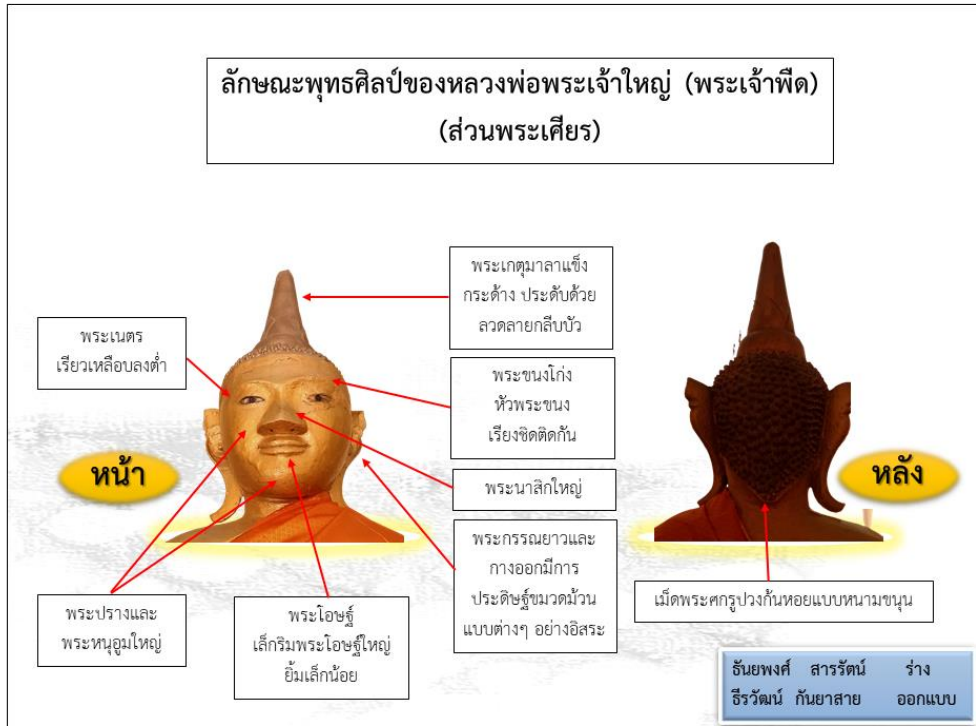 ลักษณะพุทธศิลป์ของหลวงพ่อพระเจ้าใหญ่ (พระเจ้าพืด)
(ส่วนพระเศียร)
พระเกตุมาลาแข็ง
กระด้าง ประดับด้วย
ลวดลายกลีบบัว
พระเนตร
เรียวเหลือบลงต่ำ
พระขนงโก่ง
หัวพระขนง
เรียงชิดติดกัน
หน้า
หลัง
พระนาสิกใหญ่
พระกรรณยาวและ
กางออกมีการ
ประดิษฐ์ขมวดม้วน
แบบต่างๆ อย่างอิสระ
พระปรางและ
พระหนุอูมใหญ่
พระโอษฐ์
เล็กริมพระโอษฐ์ใหญ่
ยิ้มเล็กน้อย
เม็ดพระศกรูปวงก้นหอยแบบหนามขนุน
ธันยพงศ์ สารรัตน์ ร่าง
ธีรวัฒน์ กันยาสาย ออกแบบ